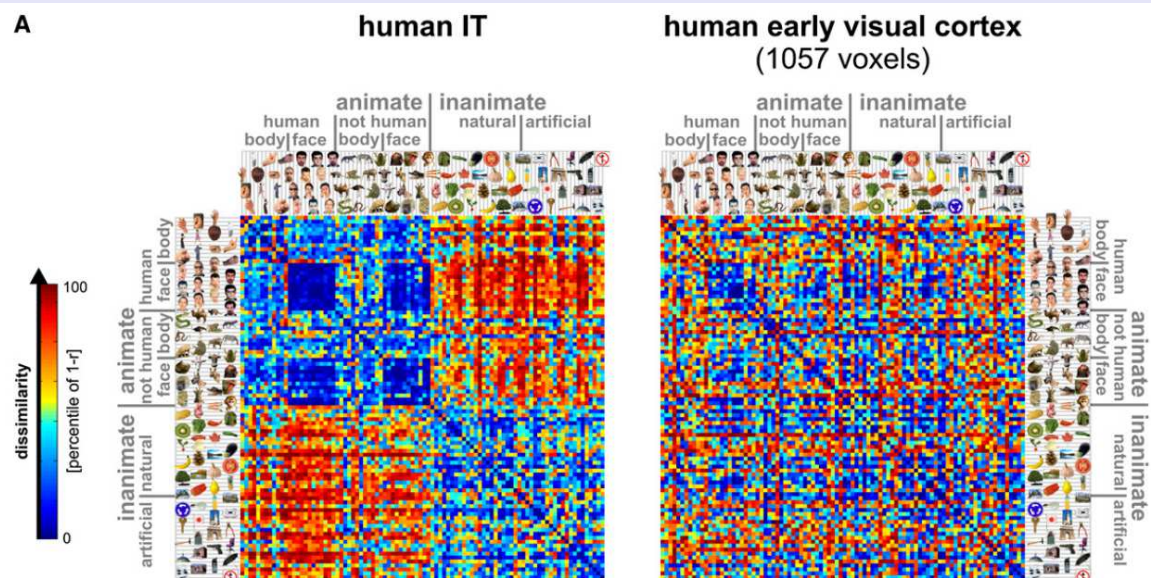 A
human IT
human early visual cortex
(1057 voxels)
animate | inanimate
human
not human
natural | artificial
body | face
body | face
animate | inanimate
human
not human
natural | artificial
body | face
body | face
dissimilarity
[percentile of 1-r]
100
0
animate
human
face | body
not human
face | body
inanimate
natural
artificial
human
body | face
not human
body | face
animate
inanimate
natural | artificial